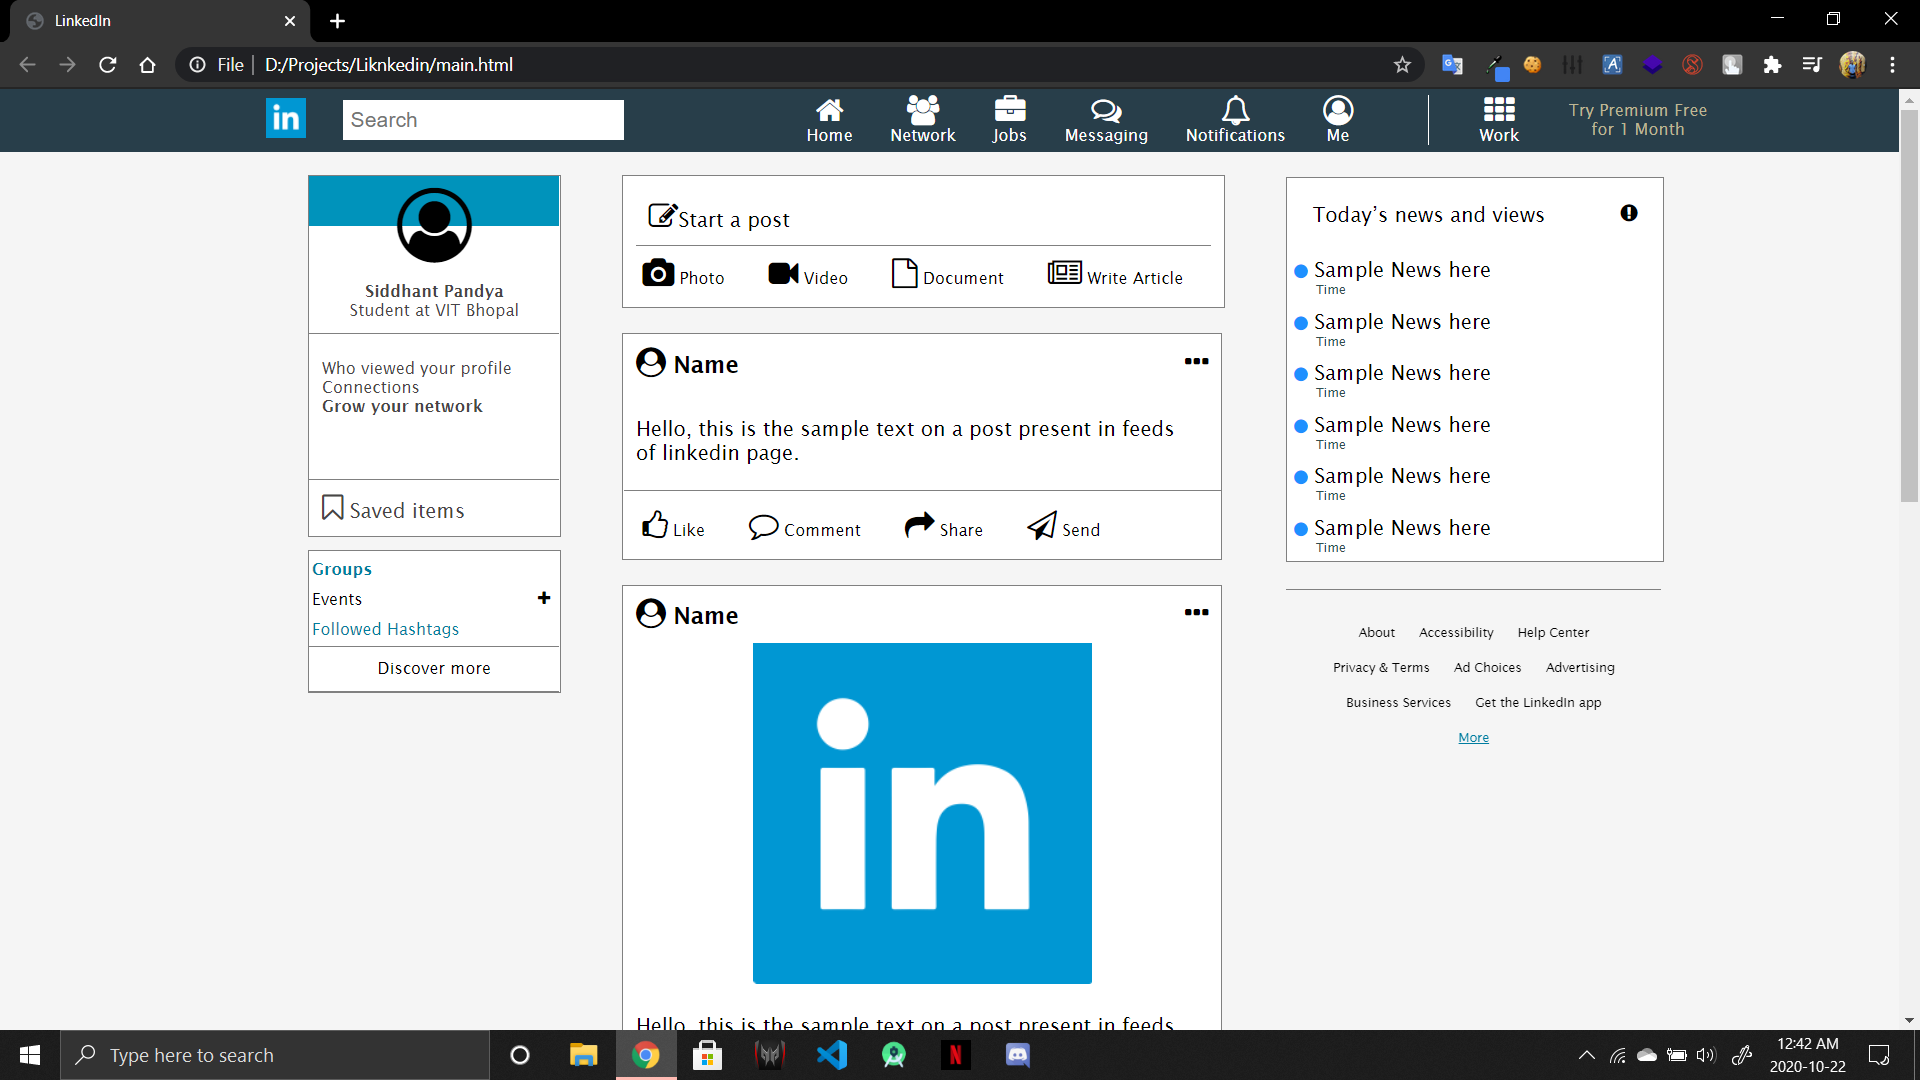 LinkedIn
File
D:/Projects/Liknkedin/main.html
in
Search
Home
Network
Jobs
Messaging
Notifications
Me
Work
Try Premium Free
for 1 Month
Siddhant Pandya
Student at VIT Bhopal
Who viewed your profile
Connections
Grow your network
Saved items
Groups
Events
Followed Hashtags
Discover more
Start a post
Photo
Video
Document
Write Article
Name
Hello, this is the sample text on a post present in feeds
of linkedin page.
Like
Comment
Share
Send
Name
in
Hello, this is the sample text on a post present in feeds
Today's news and views
Sample News here
Time
Sample News here
Time
Sample News here
Time
Sample News here
Time
Sample News here
Time
Sample News here
Time
About
Accessibility
Help Center
Privacy & Terms
Ad Choices
Advertising
Business Services
Get the LinkedIn app
More
Type here to search
12:42 AM
2020-10-22